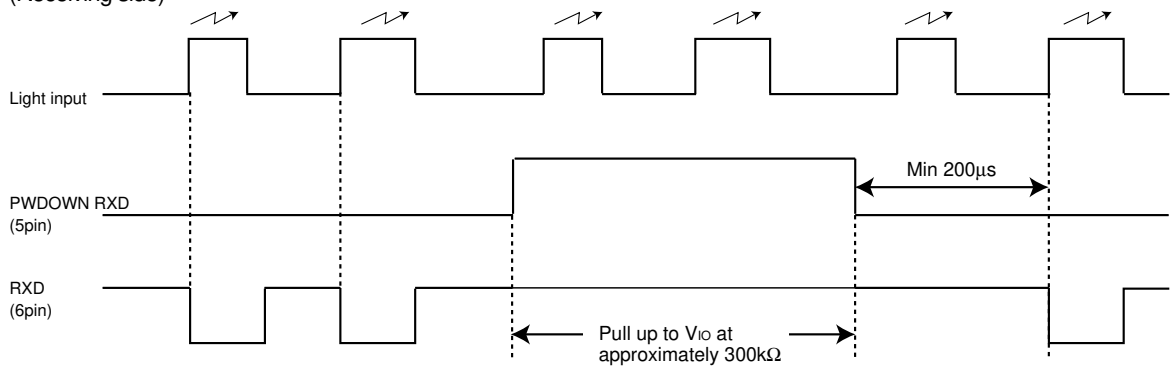 (Receiving side)
Light input
Min 200μs
PWDOWN RXD
(5pin)
RXD
(6pin)
Pull up to VIO at
approximately 300kΩ